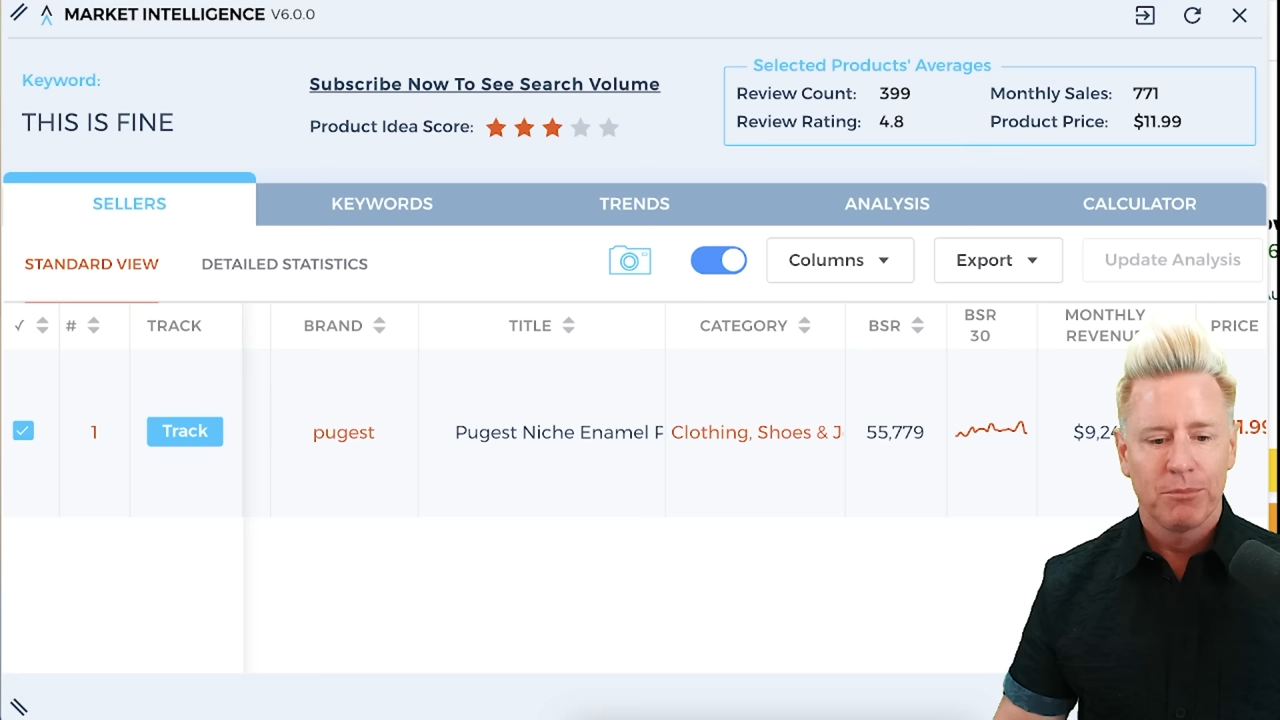 MARKET INTELLIGENCE V6.0.0
Keyword:
THIS IS FINE
Subscribe Now To See Search Volume
Product Idea Score:
Selected Products' Averages
Review Count: 399 Monthly Sales: 771
Review Rating: 4.8 Product Price: $11.99
SELLERS KEYWORDS TRENDS ANALYSIS CALCULATOR
STANDARD VIEW DETAILED STATISTICS Columns Export Update Analysis
✓ # TRACK BRAND TITLE CATEGORY BSR BSR 30 MONTHLY PRICE
1 Track pugest Pugest Niche Enamel Clothing, Shoes & 55,779